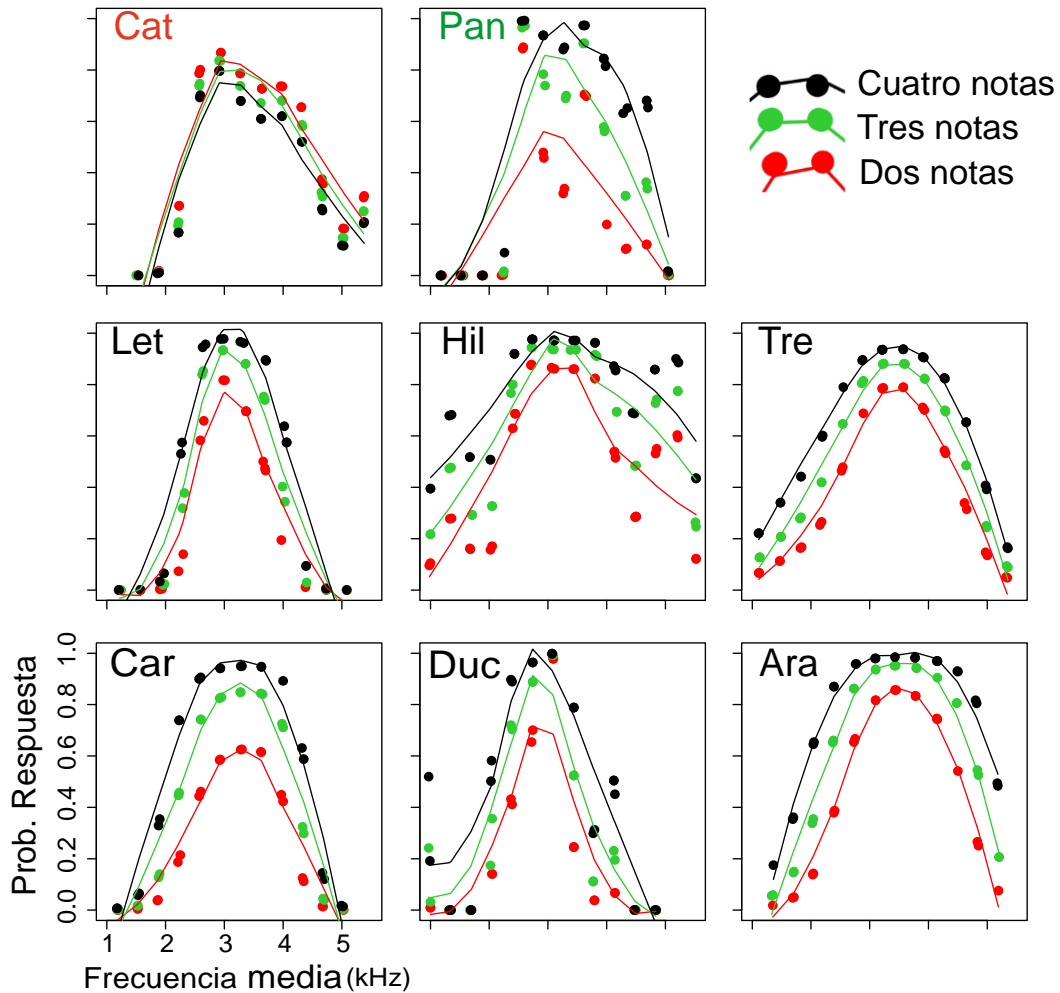 Cat
Pan
Cuatro notas
Tres notas
Dos notas
Let
Hil
Tre
Car
Duc
Ara
Prob. Respuesta
1.0
0.8
0.6
0.4
0.2
0.0
1 2 3 4 5
Frecuencia media (kHz)